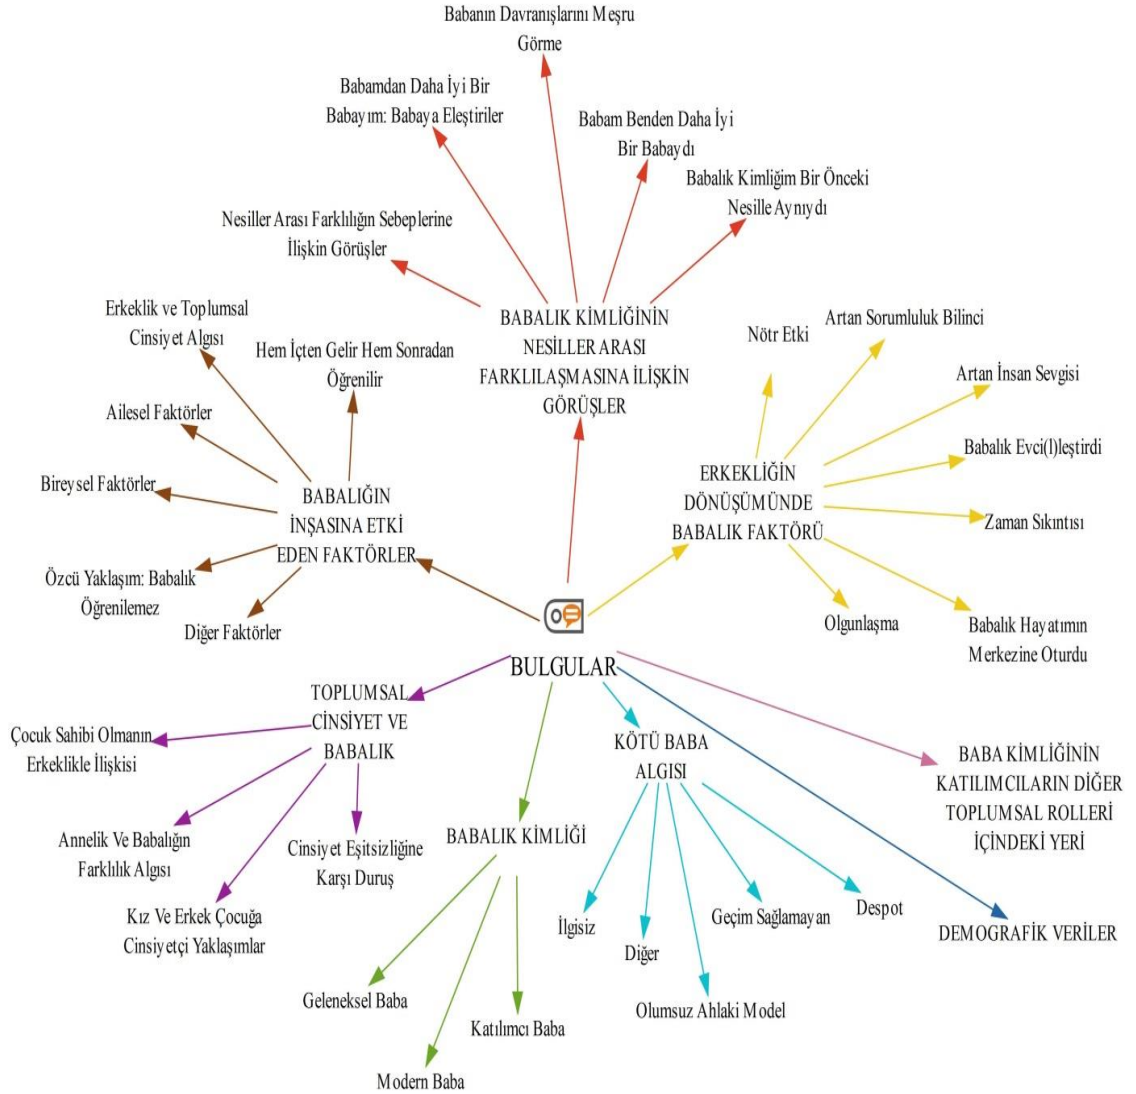 Babanın Davranışlarını Meşru
Görme
Babamdan Daha İyi Bir
Babayım: Babaya Eleştiriler
Babam Benden Daha İyi
Bir Babaydı
Babalık Kimliğim Bir Önceki
Nesille Aynıydı
Nesiller Arası Farklılığın Sebeplerine
İlişkin Görüşler
BABALIK KİMLİĞİNİN
NESİLLER ARASI
FARKLILAŞMASINA İLİŞKİN
GÖRÜŞLER
Erkeklik ve Toplumsal
Cinsiyet Algısı
Hem İçten Gelir Hem Sonradan
Öğrenilir
Ailesel Faktörler
Bireysel Faktörler
BABALIĞIN
İNŞASINA ETKİ
EDEN FAKTÖRLER
Özcü Yaklaşım: Babalık
Öğrenilemez
Diğer Faktörler
Nötr Etki
Artan Sorumluluk Bilinci
Artan İnsan Sevgisi
Babalık Evci(l)leştirdi
ERKEKLİĞİN
DÖNÜŞÜMÜNDE
BABALIK FAKTÖRÜ
Zaman Sıkıntısı
Olgunlaşma
Babalık Hayatımın
Merkezine Oturdu
BULGULAR
TOPLUMSAL
CİNSİYET VE
BABALIK
Çocuk Sahibi Olmanın
Erkeklikle İlişkisi
Annelik Ve Babalığın
Farklılık Algısı
Cinsiyet Eşitsizliğine
Karşı Duruş
Kız Ve Erkek Çocuğa
Cinsiyetçi Yaklaşımlar
BABALIK KİMLİĞİ
Geleneksel Baba
Katılımcı Baba
Modern Baba
KÖTÜ BABA
ALGISI
İlgisiz
Diğer
Olumsuz Ahlaki Model
Geçim Sağlamayan
Despot
BABA KİMLİĞİNİN
KATILIMCILARIN DİĞER
TOPLUMSAL ROLLERİ
İÇİNDEKİ YERİ
DEMOGRAFİK VERİLER